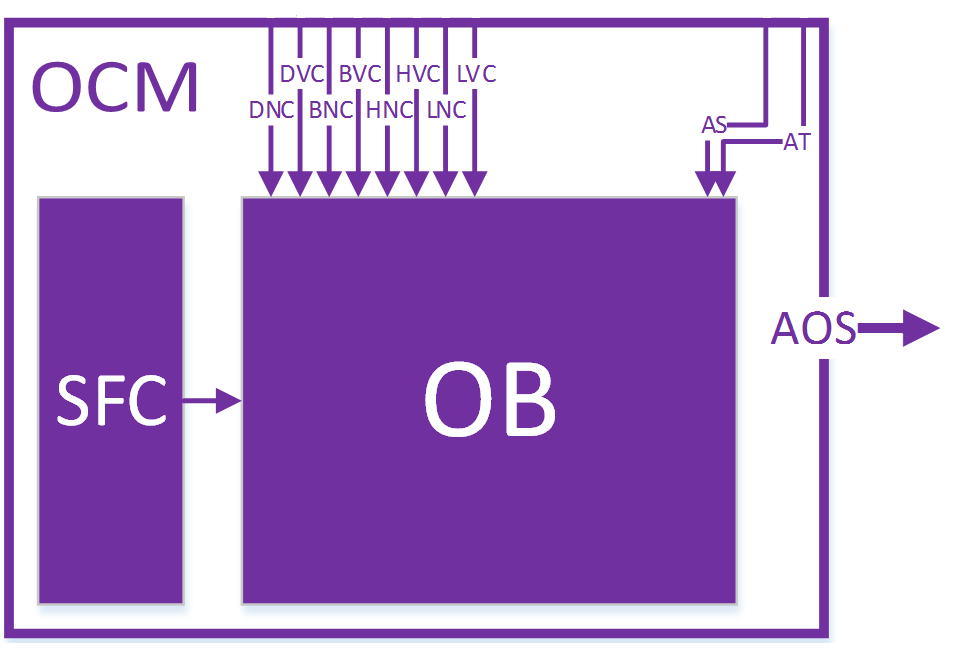 OCM
DVC BVC HVC LVC
DNC BNC HNC LNC
AS
AT
AOS
SFC
OB